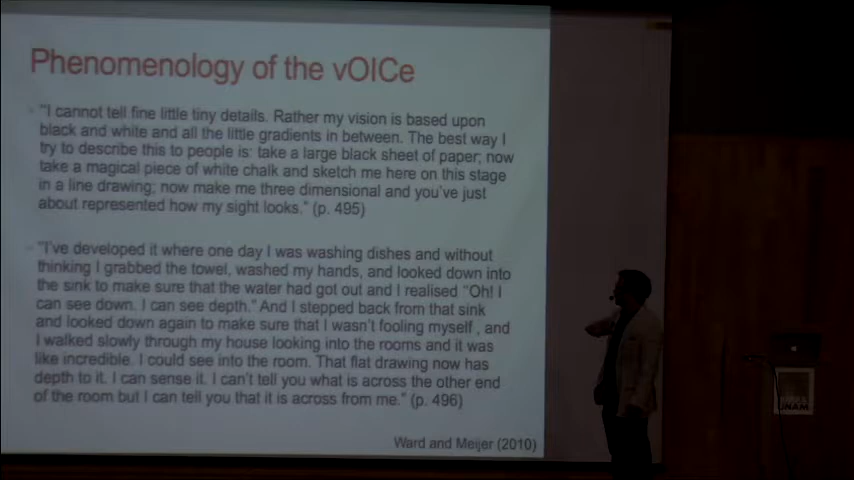 Phenomenology of the vOICe
"I cannot tell fine little tiny details. Rather my vision is based upon
black and white and all the little gradients in between. The best way I
try to describe this to people is: take a large black sheet of paper; now
take a magical piece of white chalk and sketch me here on this stage
in a line drawing; now make me three dimensional and you've just
about represented how my sight looks." (p. 495)
"I've developed it where one day I was washing dishes and without
thinking I grabbed the towel, washed my hands, and looked down into
the sink to make sure that the water had got out and I realised "Oh! I
can see down. I can see depth." And I stepped back from that sink
and looked down again to make sure that I wasn't fooling myself , and
I walked slowly through my house looking into the rooms and it was
like incredible. I could see into the room. That flat drawing now has
depth to it. I can sense it. I can't tell you what is across the other end
of the room but I can tell you that it is across from me." (p. 496)
Ward and Meijer (2010)
UNAM